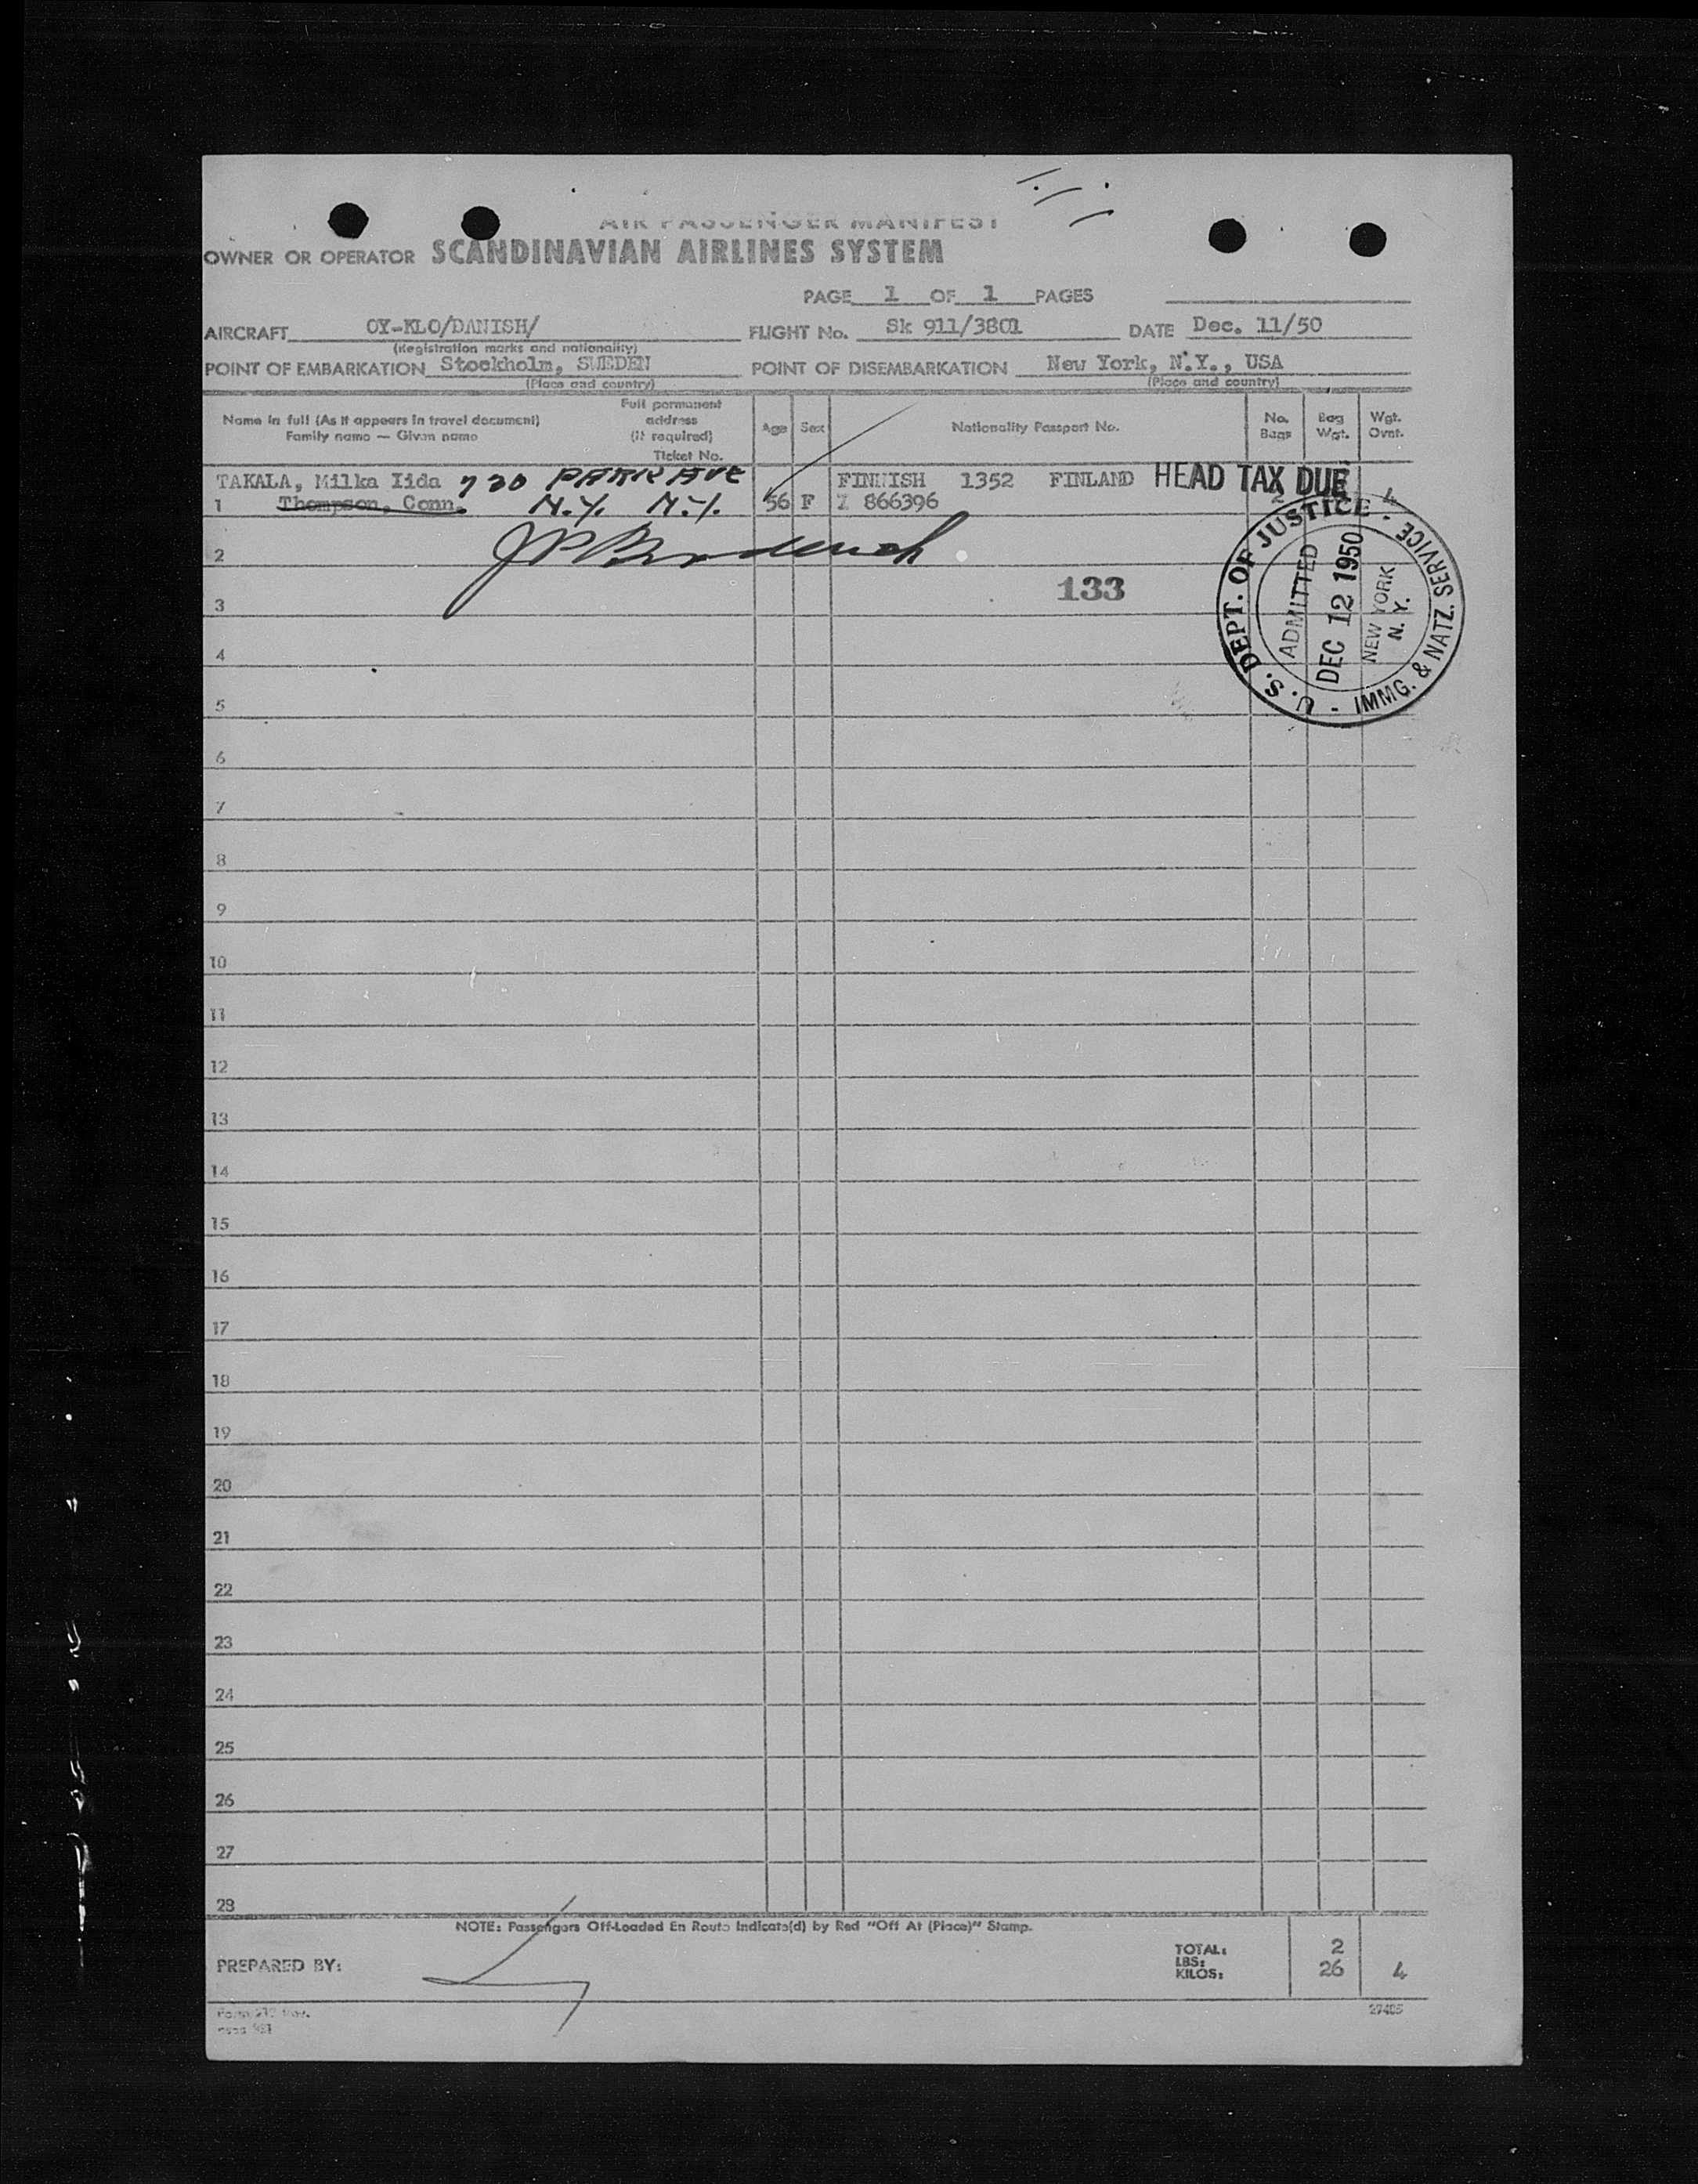 AIR PASSENGER MANIFEST
OWNER OR OPERATOR SCANDINAVIAN AIRLINES SYSTEM
PAGE 1 OF 1 PAGES
AIRCRAFT OY-KLO/DANISH/ FLIGHT No. Sk 911/3801 DATE Dec. 11/50
(Registration marks and nationality)
POINT OF EMBARKATION Stockholm, SWEDEN POINT OF DISEMBARKATION New York, N.Y., USA
(Place and country) (Place and country)
Name in full (As it appears in travel document)
Family name — Given name
Full permanent
address
(if required)
Ticket No.
Age Sex Nationality Passport No.
No.
Bags
Bag
Wgt.
Wgt.
Ovnt.
TAKALA, Milka Iida 720 PARK AVE FINNISH 1352 FINLAND HEAD TAX DUE
1 Thompson, Conn. N.Y. N.Y. 56 F Z 866396 2 4
2
133
3
U.S. DEPT. OF JUSTICE - IMMG. & NATZ. SERVICE -
ADMITTED
DEC 12 1950
NEW YORK
N. Y.
4
5
6
7
8
9
10
11
12
13
14
15
16
17
18
19
20
21
22
23
24
25
26
27
28
NOTE: Passengers Off-Loaded En Route Indicate(d) by Red "Off At (Place)" Stamp.
PREPARED BY:
TOTAL: 2
LBS:
KILOS: 26 4
27405